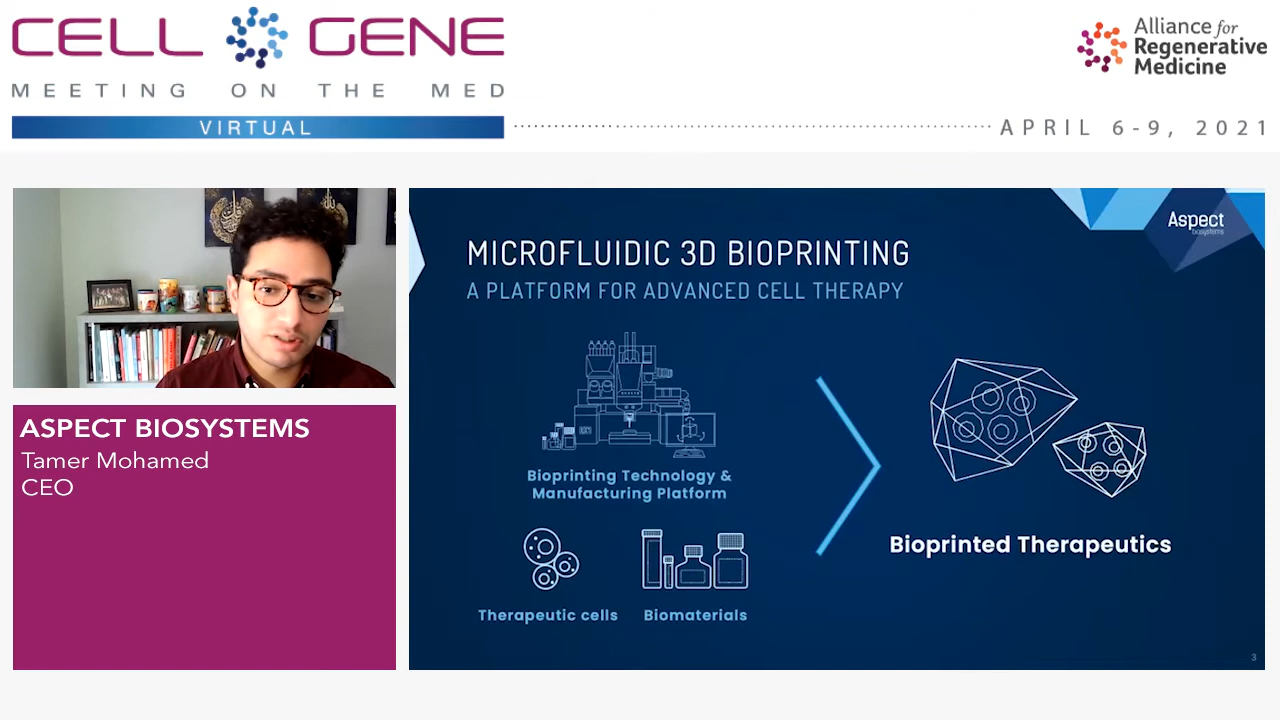 CELL GENE
MEETING ON THE MED
VIRTUAL
Alliance for
Regenerative
Medicine
APRIL 6-9, 2021
ASPECT BIOSYSTEMS
Tamer Mohamed
CEO
Aspect
biosystems
MICROFLUIDIC 3D BIOPRINTING
A PLATFORM FOR ADVANCED CELL THERAPY
Bioprinting Technology &
Manufacturing Platform
Therapeutic cells
Biomaterials
Bioprinted Therapeutics
3